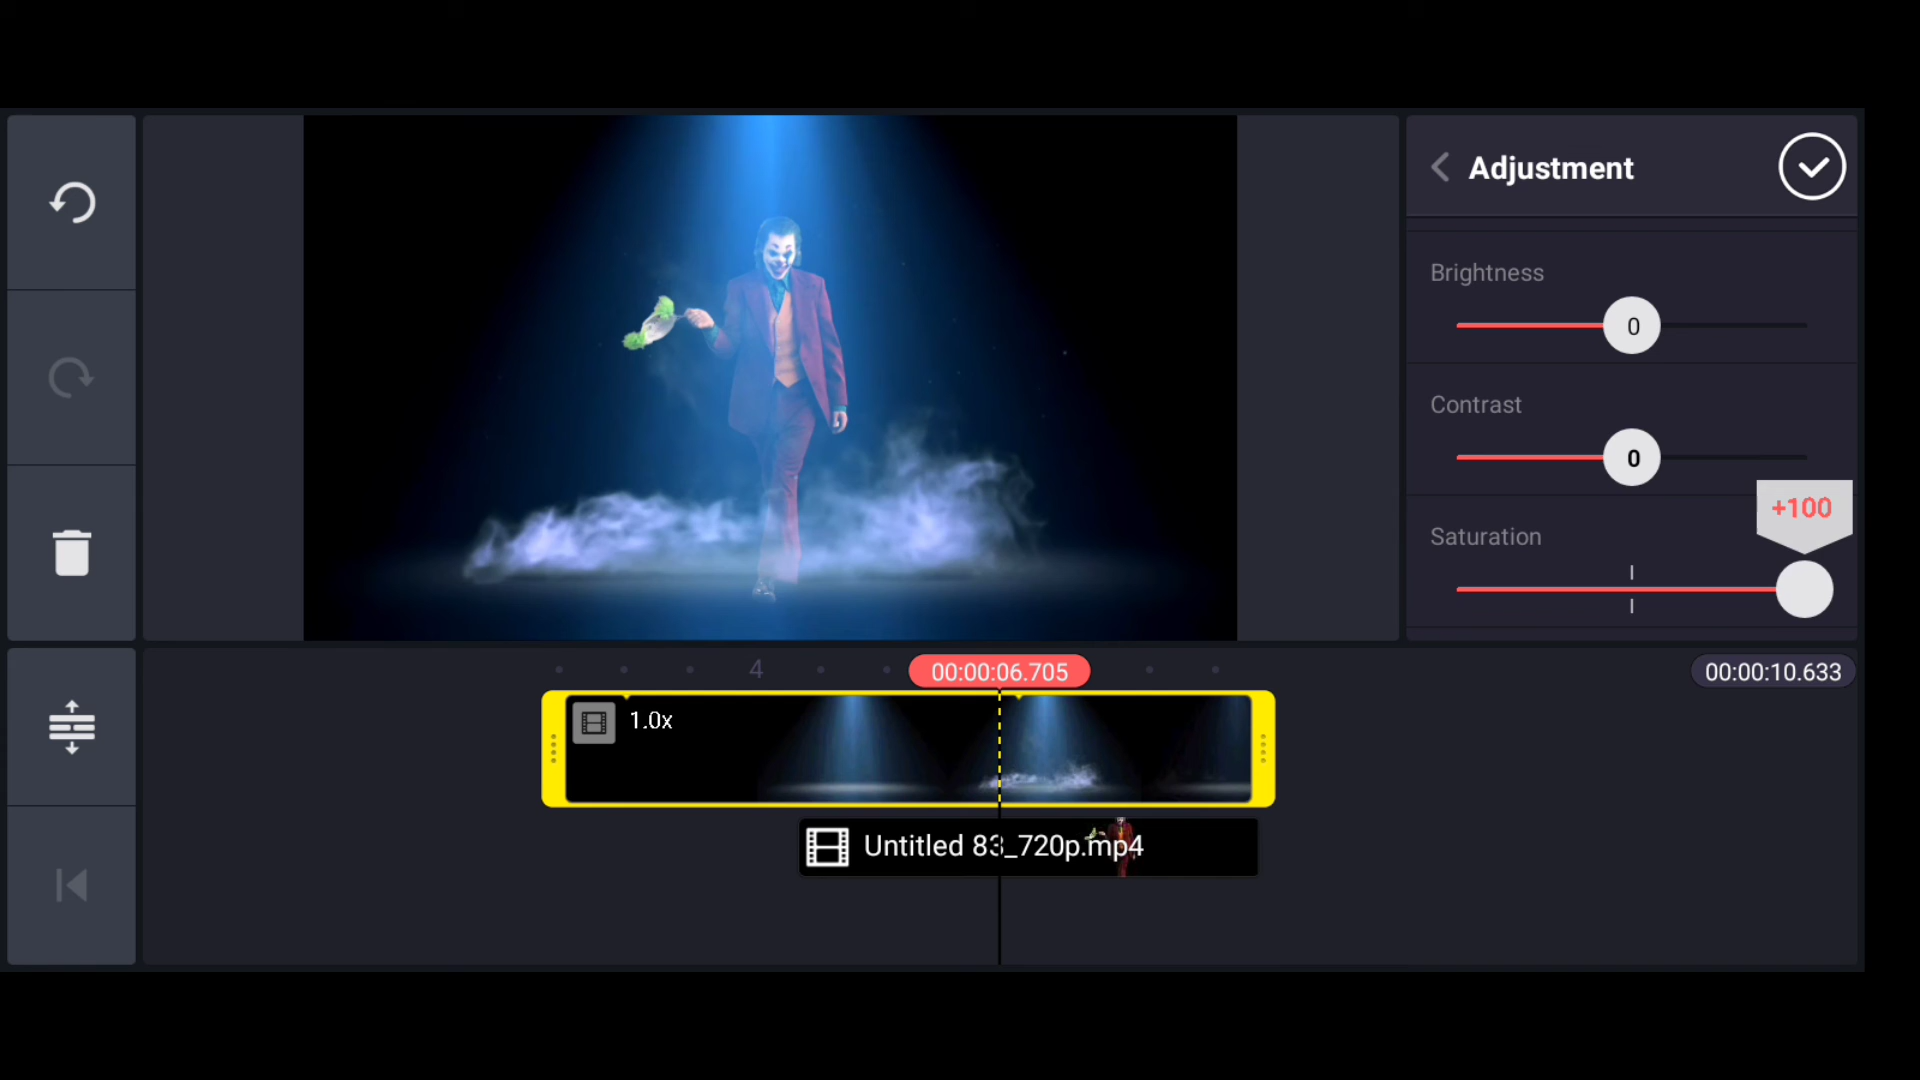 Adjustment
Brightness
0
Contrast
0
+100
Saturation
4
00:00:06.705
00:00:10.633
1.0x
Untitled 83_720p.mp4